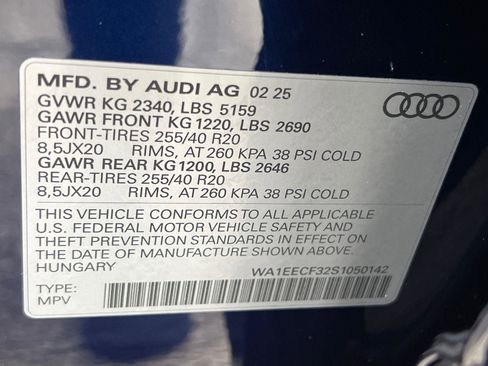 MFD. BY AUDI AG 02 25
GVWR KG 2340, LBS 5159
GAWR FRONT KG 1220, LBS 2690
FRONT-TIRES 255/40 R20
8,5JX20 RIMS, AT 260 KPA 38 PSI COLD
GAWR REAR KG 1200, LBS 2646
REAR-TIRES 255/40 R20
8,5JX20 RIMS, AT 260 KPA 38 PSI COLD
THIS VEHICLE CONFORMS TO ALL APPLICABLE
U.S. FEDERAL MOTOR VEHICLE SAFETY AND
THEFT PREVENTION STANDARDS IN EFFECT ON
THE DATE OF MANUFACTURE SHOWN ABOVE.
HUNGARY
WA1EECF32S1050142
TYPE:
MPV